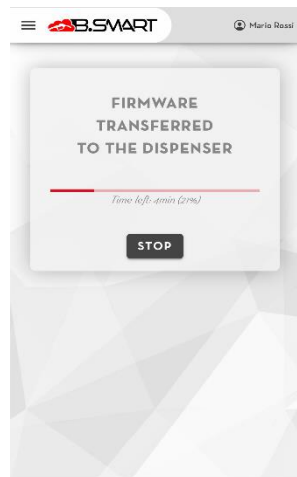 B.SMART
Mario Rossi
FIRMWARE
TRANSFERRED
TO THE DISPENSER
Time left: 4min (21%)
STOP